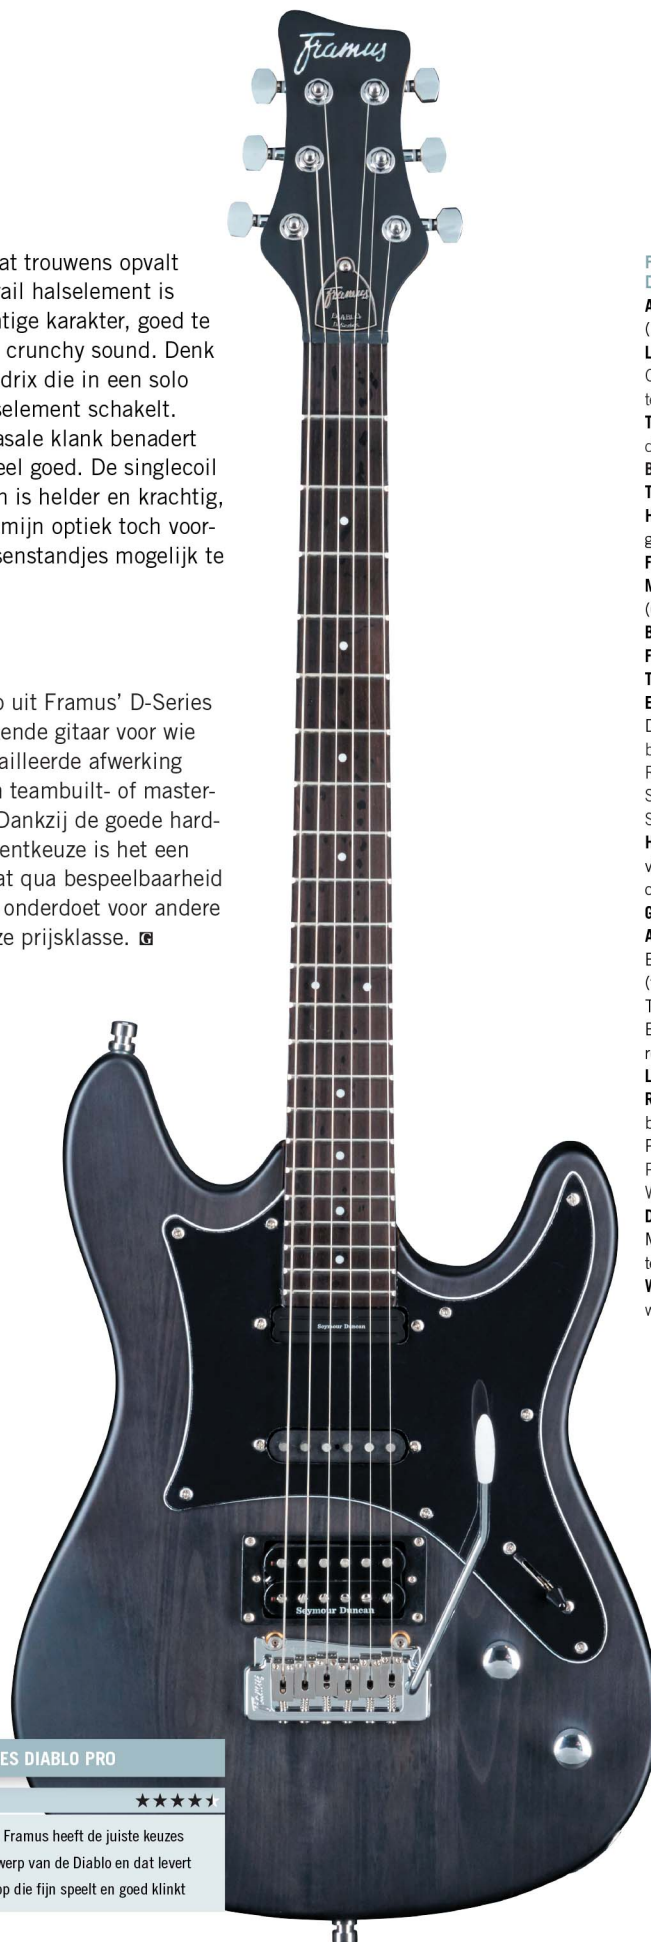 Framus
Framus
DIABLO
D-Series
at trouwens opvalt
ail halselement is
tige karakter, goed te
crunchy sound. Denk
drix die in een solo
selement schakelt.
asale klank benadert
eel goed. De singlecoil
n is helder en krachtig,
mijn optiek toch voor-
senstandjes mogelijk te
o uit Framus’ D-Series
ende gitaar voor wie
ailleerde afwerking
n teambuilt- of master-
Dankzij de goede hard-
entkeuze is het een
at qua bespeelbaarheid
onderdoet voor andere
ze prijsklasse. G
Seymour Duncan
Seymour Duncan
ES DIABLO PRO
Framus heeft de juiste keuzes
werp van de Diablo en dat levert
op die fijn speelt en goed klinkt